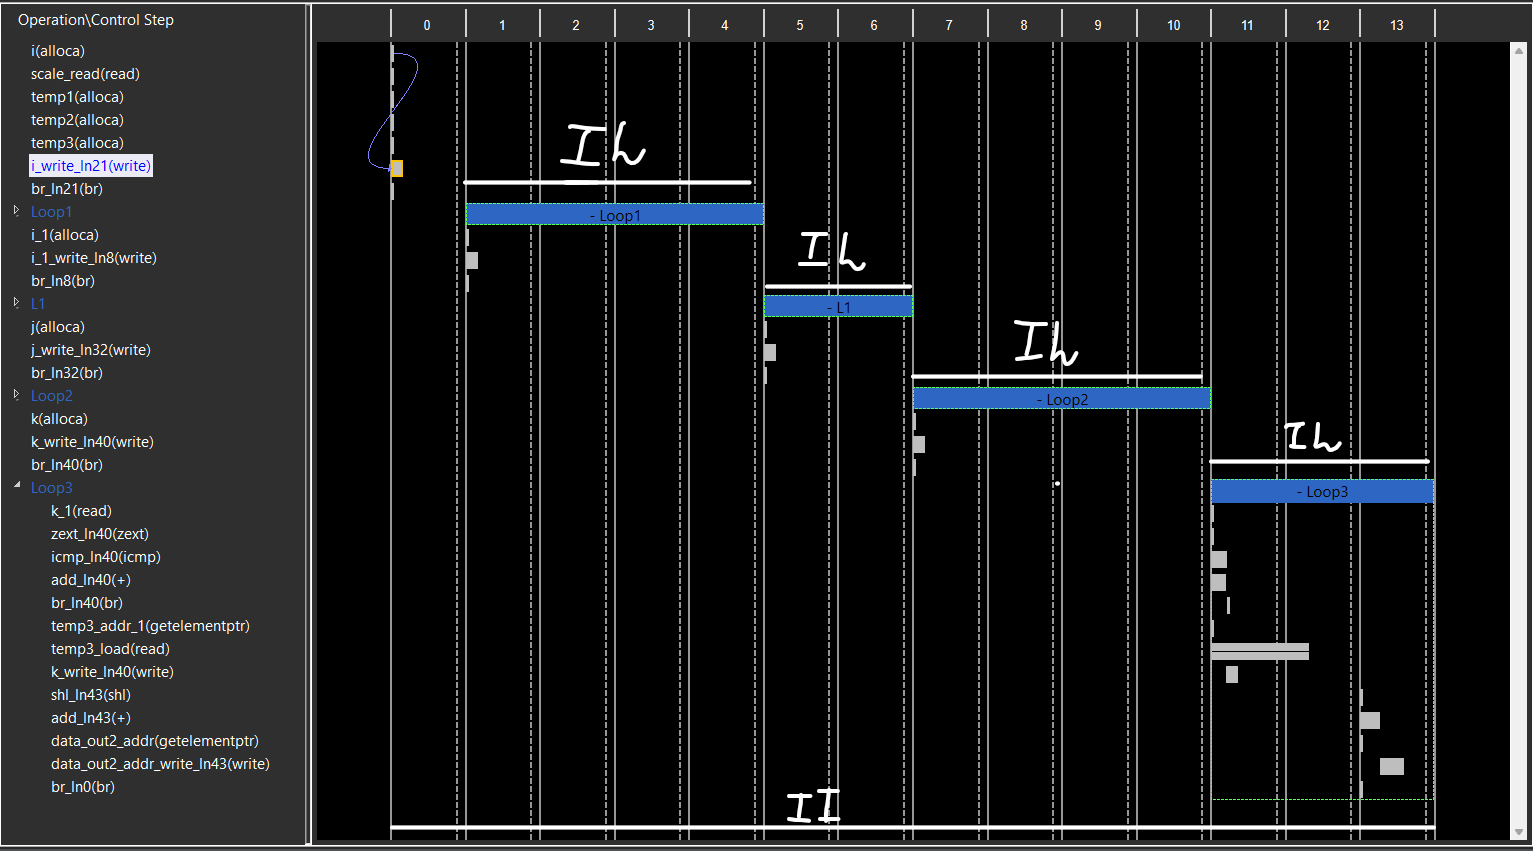 Operation\Control Step
0 1 2 3 4 5 6 7 8 9 10 11 12 13
i(alloca)
scale_read(read)
temp1(alloca)
temp2(alloca)
temp3(alloca)
i_write_ln21(write)
br_ln21(br)
Loop1
- Loop1
i_1(alloca)
i_1_write_ln8(write)
br_ln8(br)
L1
- L1
j(alloca)
j_write_ln32(write)
br_ln32(br)
Loop2
- Loop2
k(alloca)
k_write_ln40(write)
br_ln40(br)
Loop3
- Loop3
k_1(read)
zext_ln40(zext)
icmp_ln40(icmp)
add_ln40(+)
br_ln40(br)
temp3_addr_1(getelementptr)
temp3_load(read)
k_write_ln40(write)
shl_ln43(shl)
add_ln43(+)
data_out2_addr(getelementptr)
data_out2_addr_write_ln43(write)
br_ln0(br)
II